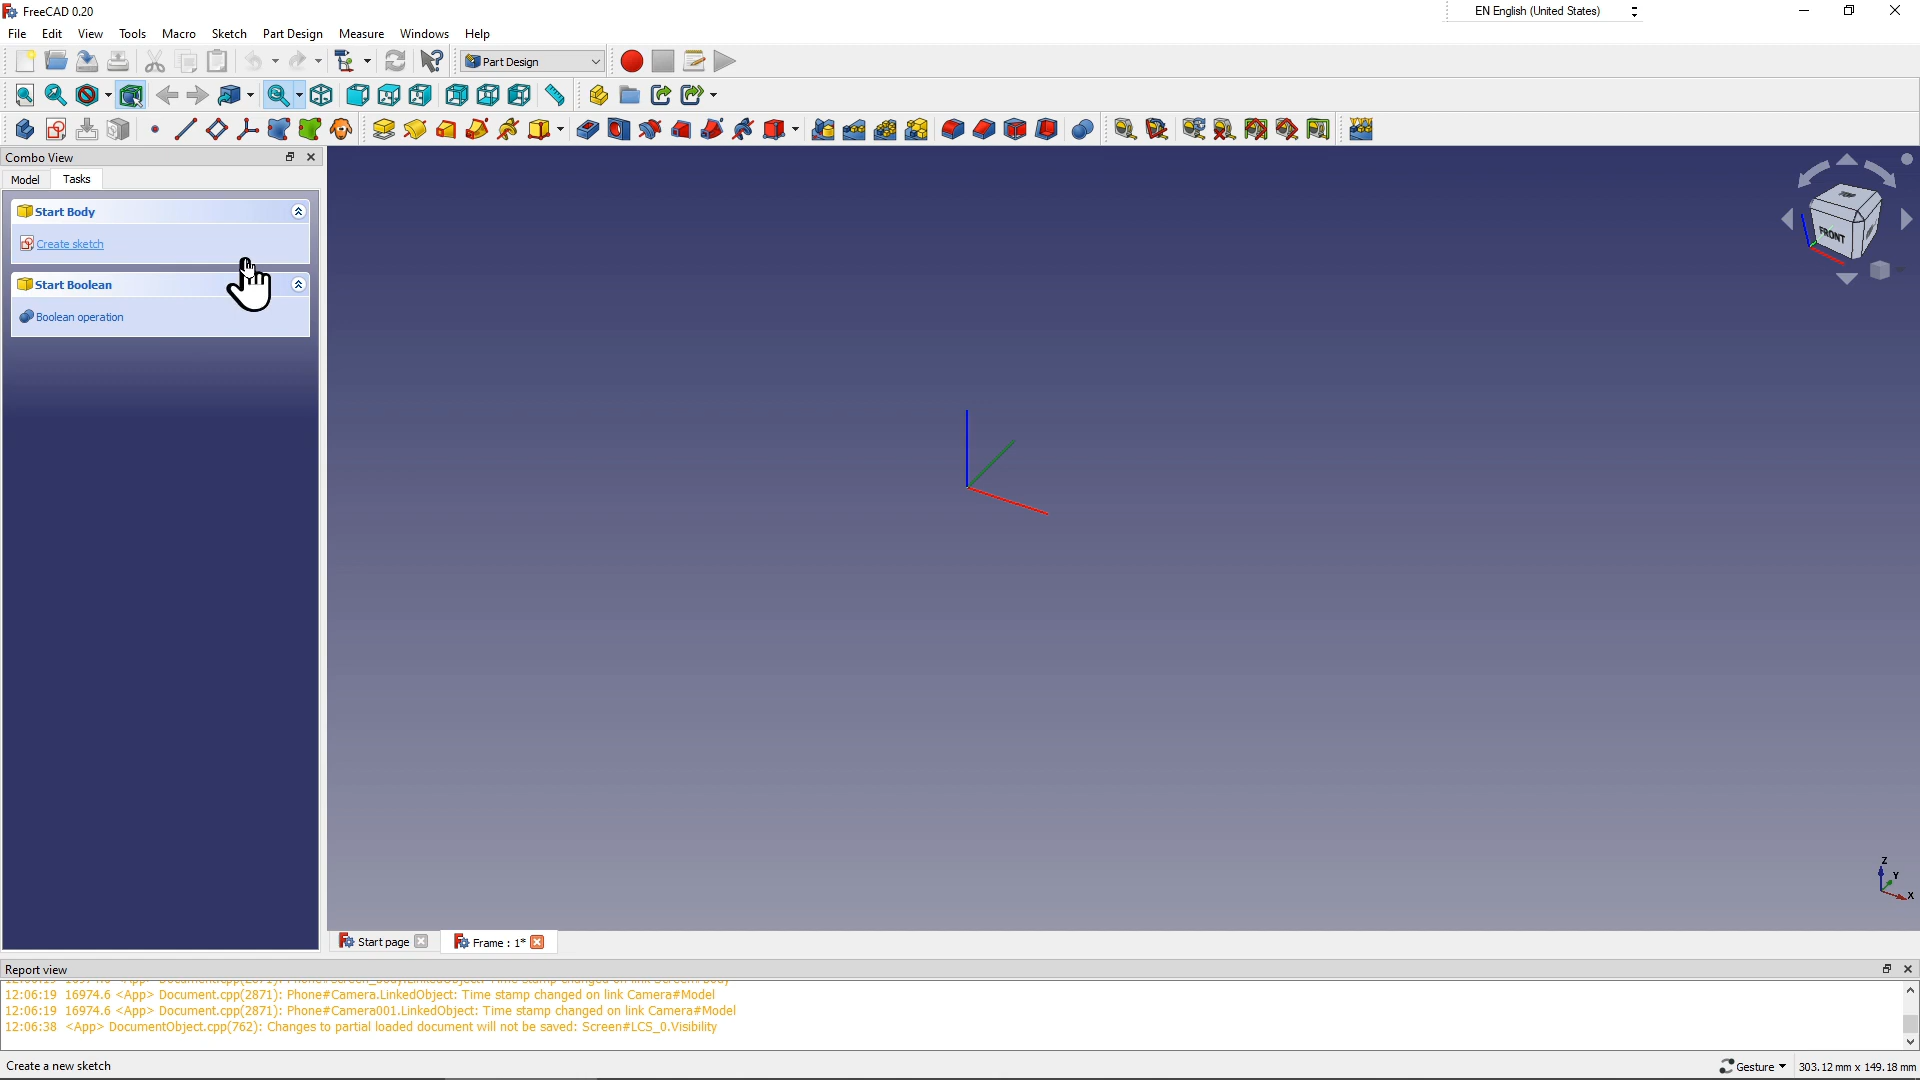 FreeCAD 0.20
EN English (United States)
File Edit View Tools Macro Sketch Part Design Measure Windows Help
Part Design
Combo View
Model Tasks
Start Body
Create sketch
Start Boolean
Boolean operation
FRONT
Z
Y
X
Start page Frame : 1*
Report view
12:06:19 16974.6 <App> Document.cpp(2871): Phone#Camera.LinkedObject: Time stamp changed on link Camera#Model
12:06:19 16974.6 <App> Document.cpp(2871): Phone#Camera001.LinkedObject: Time stamp changed on link Camera#Model
12:06:38 <App> DocumentObject.cpp(762): Changes to partial loaded document will not be saved: Screen#LCS_0.Visibility
Create a new sketch
Gesture 303.12 mm x 149.18 mm